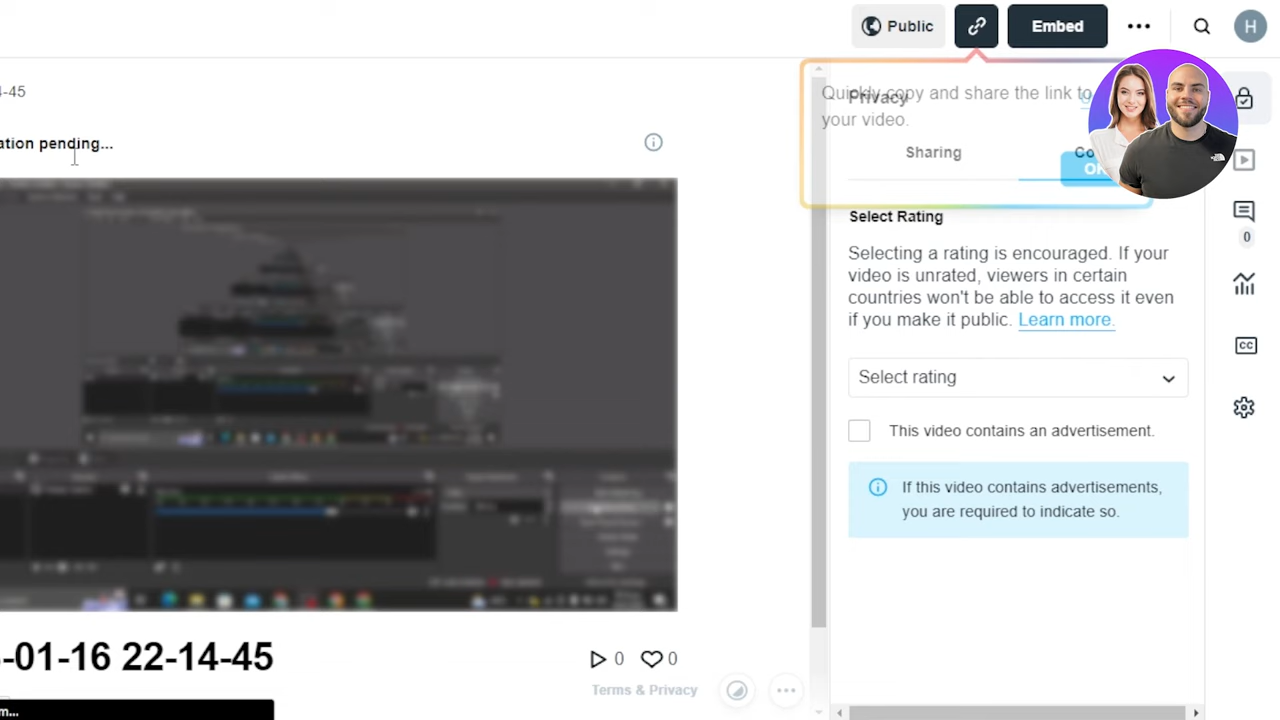 Public
Embed
H
-45
Quickly copy and share the link to
your video.
Privacy
ation pending...
Sharing
Co
OK
Select Rating
Selecting a rating is encouraged. If your
video is unrated, viewers in certain
countries won't be able to access it even
if you make it public. Learn more.
0
CC
Select rating
This video contains an advertisement.
If this video contains advertisements,
you are required to indicate so.
-01-16 22-14-45
0
0
Terms & Privacy
m...